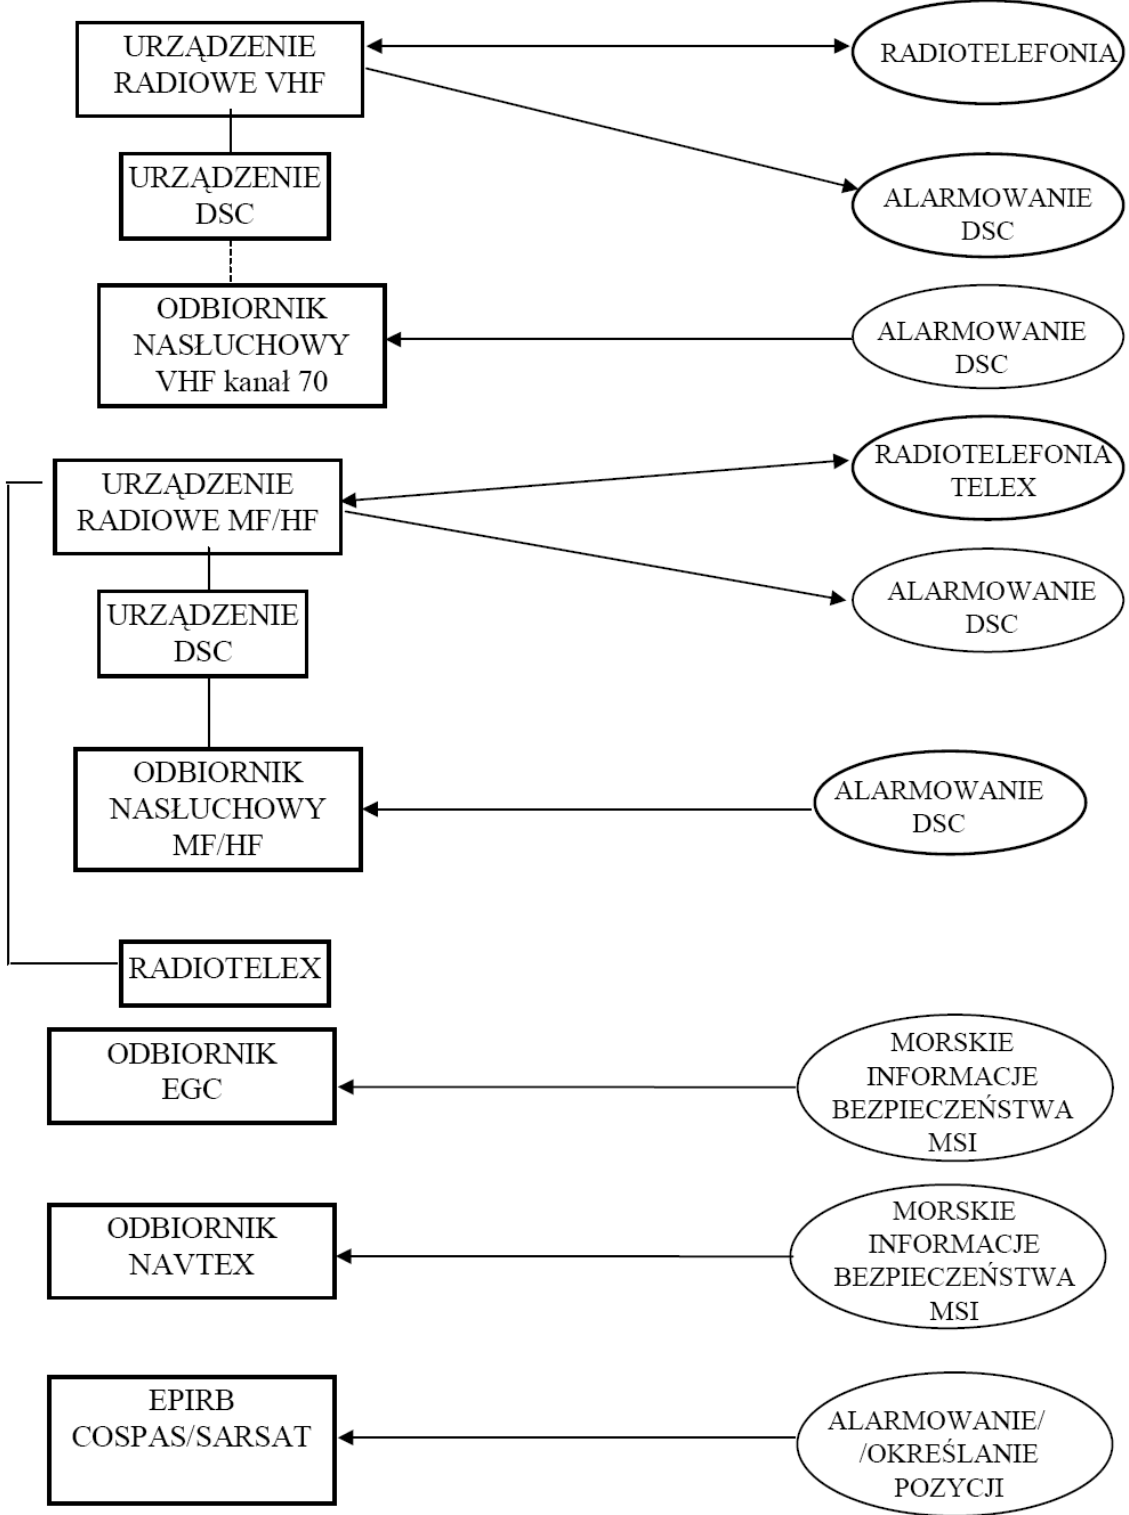 URZĄDZENIE
RADIOWE VHF
RADIOTELEFONIA
URZĄDZENIE
DSC
ALARMOWANIE
DSC
ODBIORNIK
NASŁUCHOWY
VHF kanał 70
ALARMOWANIE
DSC
URZĄDZENIE
RADIOWE MF/HF
RADIOTELEFONIA
TELEX
URZĄDZENIE
DSC
ALARMOWANIE
DSC
ODBIORNIK
NASŁUCHOWY
MF/HF
ALARMOWANIE
DSC
RADIOTELEX
ODBIORNIK
EGC
MORSKIE
INFORMACJE
BEZPIECZEŃSTWA
MSI
ODBIORNIK
NAVTEX
MORSKIE
INFORMACJE
BEZPIECZEŃSTWA
MSI
EPIRB
COSPAS/SARSAT
ALARMOWANIE/
/OKREŚLANIE
POZYCJI